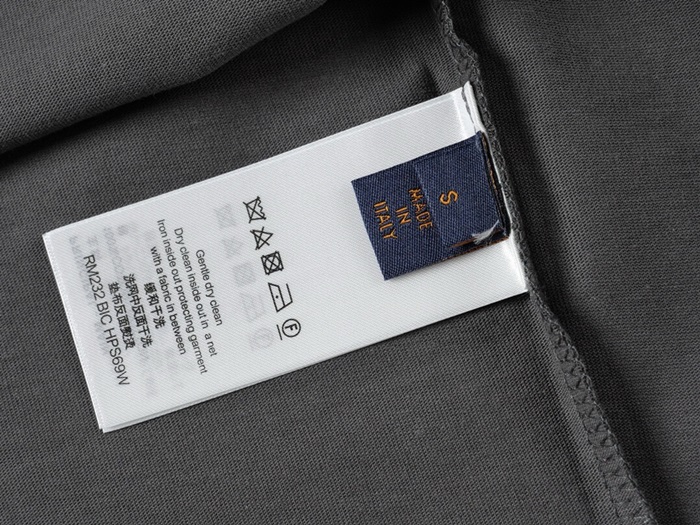 S
MADE
IN
ITALY
Gentle dry clean
Dry clean inside out in a net
Iron inside out protecting garment
with a fabric in between
缓和干洗
洗网中反面干洗
垫布反面熨烫
RM232 BIC HPS69W